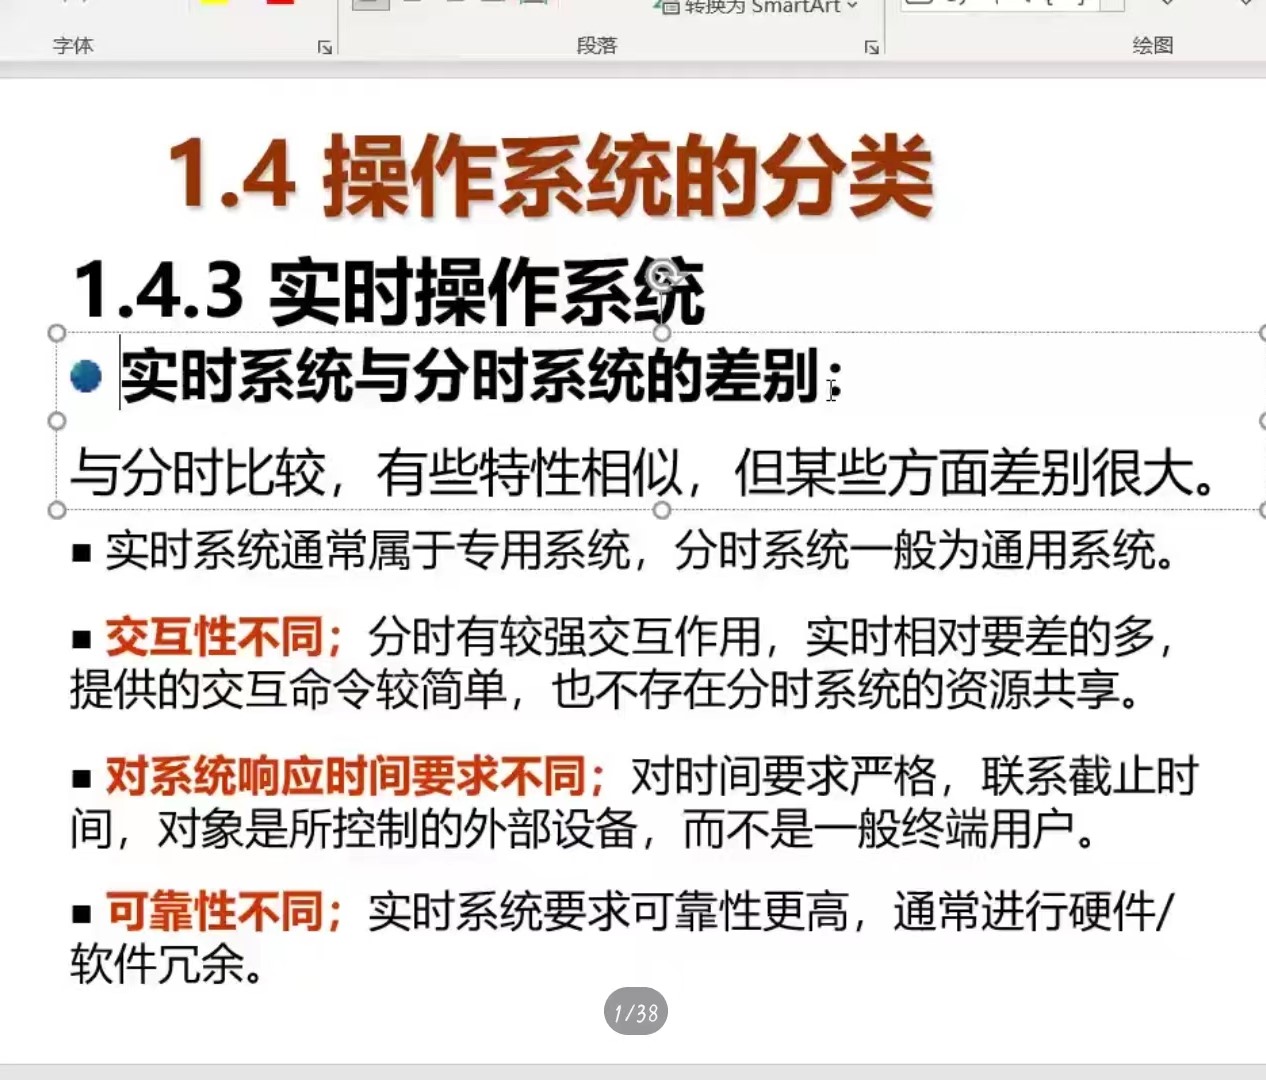 转换为 SmartArt
字体
段落
绘图
1.4 操作系统的分类
1.4.3 实时操作系统
实时系统与分时系统的差别：
与分时比较，有些特性相似，但某些方面差别很大。
■ 实时系统通常属于专用系统，分时系统一般为通用系统。
■ 交互性不同；分时有较强交互作用，实时相对要差的多，
提供的交互命令较简单，也不存在分时系统的资源共享。
■ 对系统响应时间要求不同；对时间要求严格，联系截止时
间，对象是所控制的外部设备，而不是一般终端用户。
■ 可靠性不同；实时系统要求可靠性更高，通常进行硬件/
软件冗余。
1/38